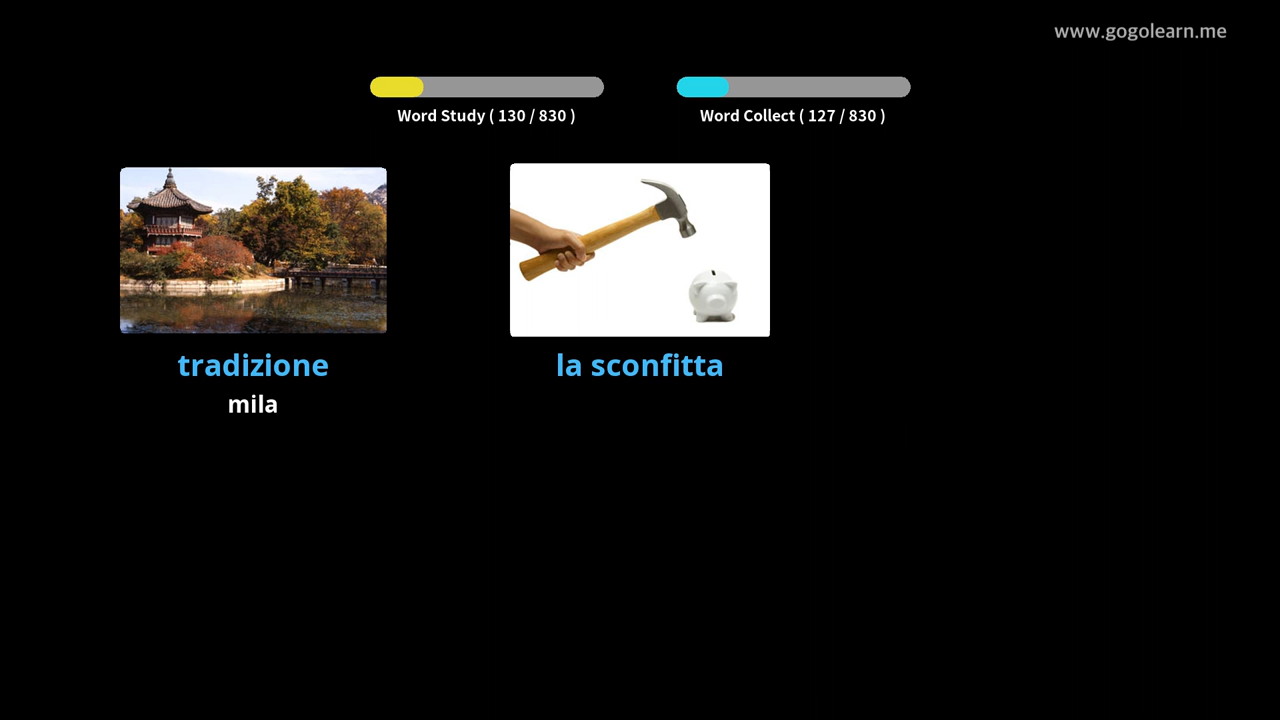 www.gogolearn.me
Word Study ( 130 / 830 )
Word Collect ( 127 / 830 )
tradizione
mila
la sconfitta